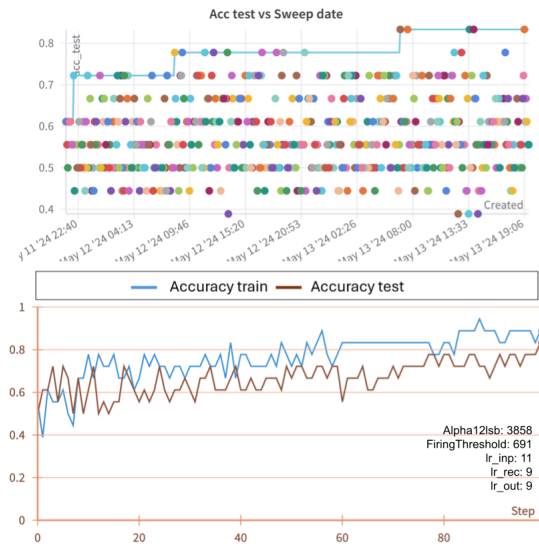 Acc test vs Sweep date
acc_test
0.8
0.7
0.6
0.5
0.4
Created
y 11 '24 22:40
May 12 '24 04:13
May 12 '24 09:46
May 12 '24 15:20
May 12 '24 20:53
May 13 '24 02:26
May 13 '24 08:00
May 13 '24 13:33
May 13 '24 19:06
Accuracy train Accuracy test
1
0.8
0.6
0.4
0.2
0
Alpha12lsb: 3858
FiringThreshold: 691
lr_inp: 11
lr_rec: 9
lr_out: 9
Step
0 20 40 60 80